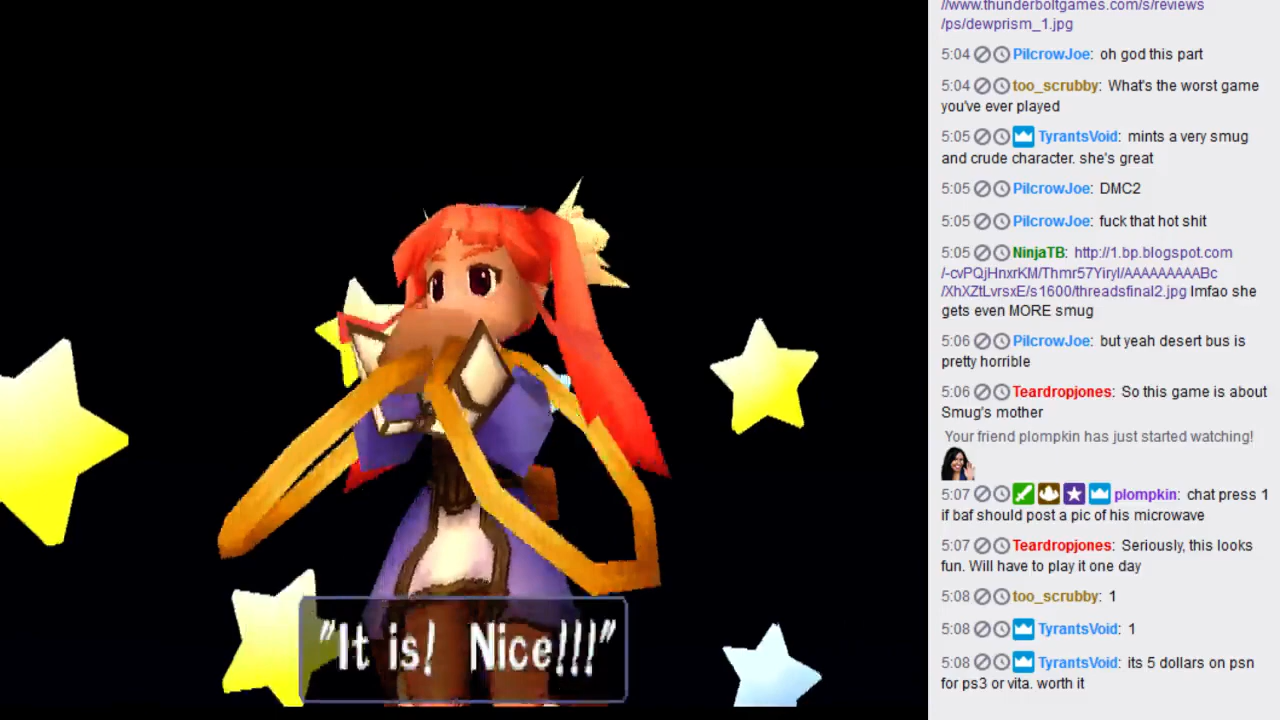 //www.thunderboltgames.com/s/reviews
/ps/dewprism_1.jpg
5:04 PilcrowJoe: oh god this part
5:04 too_scrubby: What's the worst game
you've ever played
5:05 TyrantsVoid: mints a very smug
and crude character. she's great
5:05 PilcrowJoe: DMC2
5:05 PilcrowJoe: fuck that hot shit
5:05 NinjaTB: http://1.bp.blogspot.com
/-cvPQjHnxrKM/Thmr57YiryI/AAAAAAAAABc
/XhXZtLvrsxE/s1600/threadsfinal2.jpg lmfao she
gets even MORE smug
5:06 PilcrowJoe: but yeah desert bus is
pretty horrible
5:06 Teardropjones: So this game is about
Smug's mother
Your friend plompkin has just started watching!
5:07 plompkin: chat press 1
if baf should post a pic of his microwave
5:07 Teardropjones: Seriously, this looks
fun. Will have to play it one day
5:08 too_scrubby: 1
5:08 TyrantsVoid: 1
5:08 TyrantsVoid: its 5 dollars on psn
for ps3 or vita. worth it
"It is! Nice!!!"